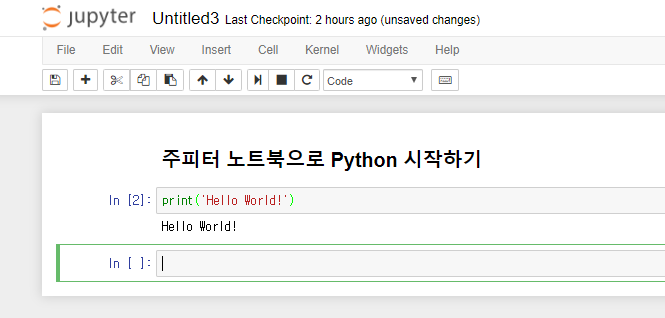 jupyter Untitled3 Last Checkpoint: 2 hours ago (unsaved changes)
File Edit View Insert Cell Kernel Widgets Help
Code
주피터 노트북으로 Python 시작하기
In [2]: print('Hello World!')
Hello World!
In [ ]: